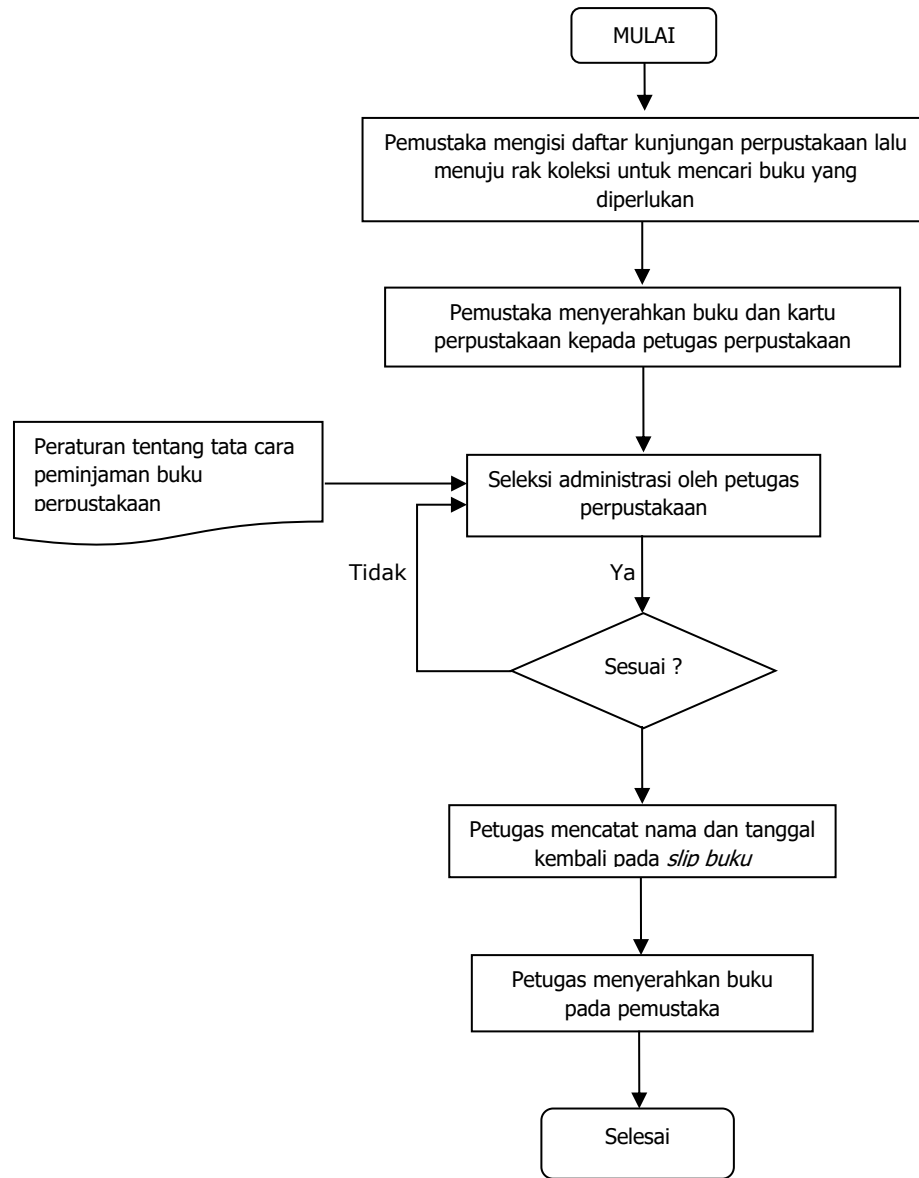 MULAI
Pemustaka mengisi daftar kunjungan perpustakaan lalu
menuju rak koleksi untuk mencari buku yang
diperlukan
Pemustaka menyerahkan buku dan kartu
perpustakaan kepada petugas perpustakaan
Peraturan tentang tata cara
peminjaman buku
perpustakaan
Seleksi administrasi oleh petugas
perpustakaan
Tidak
Ya
Sesuai ?
Petugas mencatat nama dan tanggal
kembali pada slip buku
Petugas menyerahkan buku
pada pemustaka
Selesai